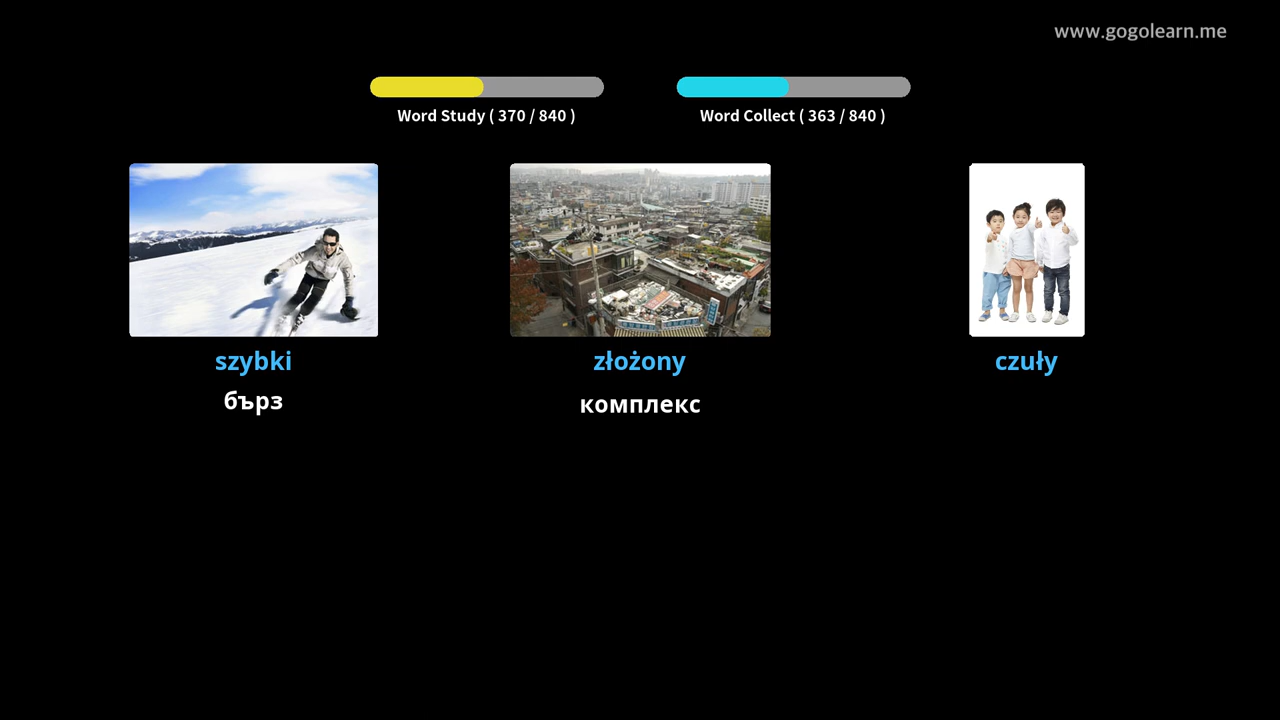 www.gogolearn.me
Word Study ( 370 / 840 )
Word Collect ( 363 / 840 )
szybki
złożony
czuły
бърз
комплекс